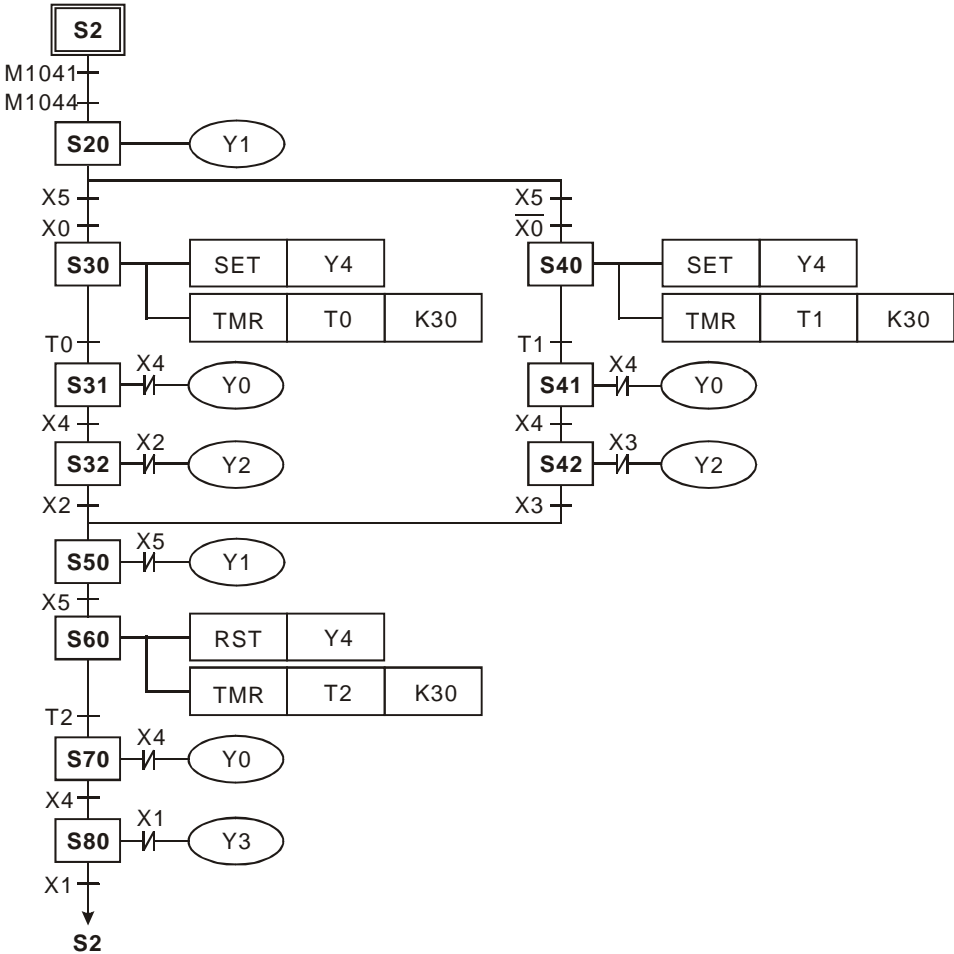 S2
M1041
M1044
S20 Y1
X5 X5
X0 X̅0̅
S30 SET Y4 S40 SET Y4
TMR T0 K30 TMR T1 K30
T0 T1
X4 X4
S31 Y0 S41 Y0
X4 X4
X2 X3
S32 Y2 S42 Y2
X2 X3
X5
S50 Y1
X5
S60 RST Y4
TMR T2 K30
T2
X4
S70 Y0
X4
X1
S80 Y3
X1
S2